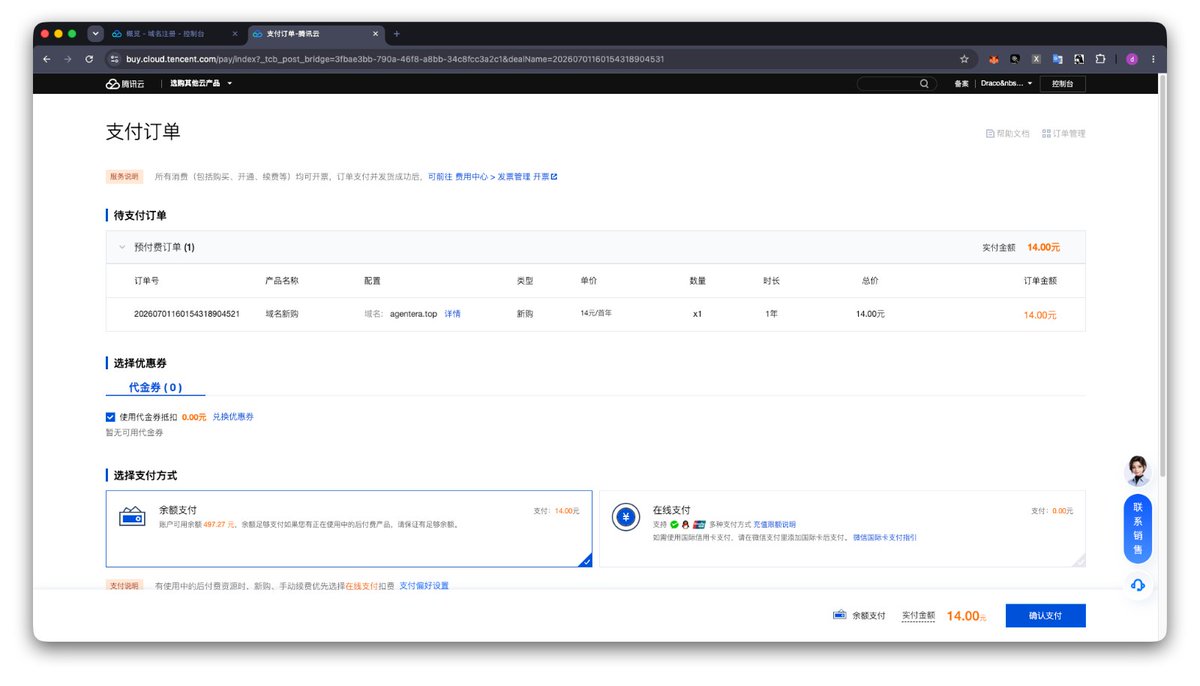 概览 - 域名注册 - 控制台
支付订单-腾讯云
buy.cloud.tencent.com/pay/index?_tcb_post_bridge=3fbae3bb-790a-46f8-a8bb-34c8fcc3a2c1&dealName=20260701160154318904531
腾讯云 选购其他云产品 备案 Draco&nbs... 控制台
支付订单
帮助文档 订单管理
服务说明 所有消费（包括购买、开通、续费等）均可开票，订单支付并发货成功后，可前往 费用中心 > 发票管理 开票
待支付订单
预付费订单 (1) 实付金额 14.00元
订单号 产品名称 配置 类型 单价 数量 时长 总价 订单金额
20260701160154318904521 域名新购 域名: agentera.top 详情 新购 14元/首年 x1 1年 14.00元 14.00元
选择优惠券
代金券 ( 0 )
使用代金券抵扣 0.00元 兑换优惠券
暂无可用代金券
选择支付方式
余额支付 支付：14.00元
账户可用余额 497.27 元，余额足够支付如果您有正在使用中的后付费产品，请保证有足够余额。
在线支付 支付：0.00元
支持 多种支付方式 充值限额说明
如需使用国际信用卡支付，请在微信支付里添加国际卡后支付。 微信国际卡支付指引
支付说明 有使用中的后付费资源时，新购、手动续费优先选择在线支付扣费 支付偏好设置
余额支付 实付金额 14.00元 确认支付
联系销售